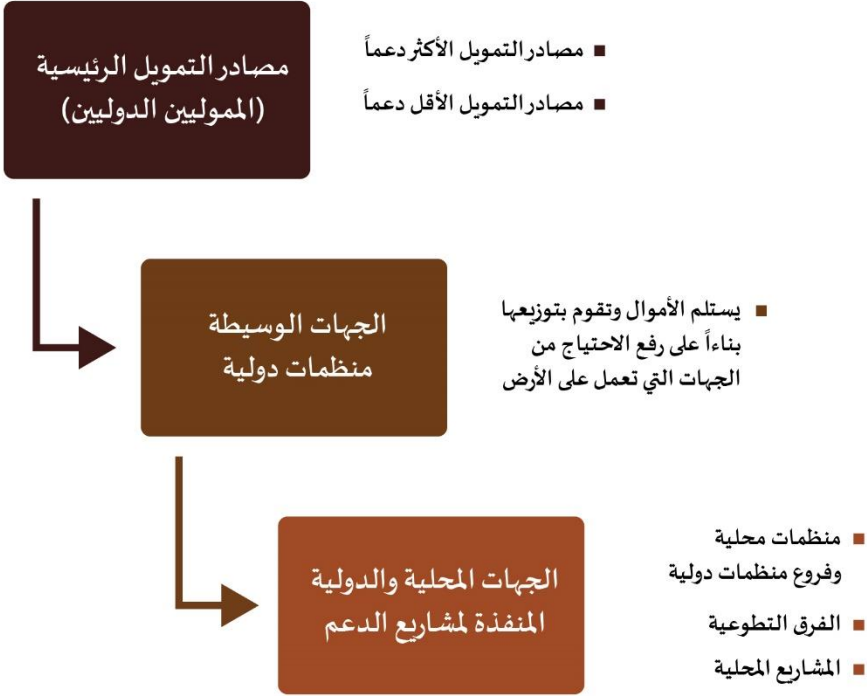 مصادر التمويل الرئيسية
(الممولين الدوليين)
■ مصادر التمويل الأكثر دعماً
■ مصادر التمويل الأقل دعماً
الجهات الوسيطة
منظمات دولية
■ يستلم الأموال وتقوم بتوزيعها
بناءاً على رفع الاحتياج من
الجهات التي تعمل على الأرض
الجهات المحلية والدولية
المنفذة لمشاريع الدعم
■ منظمات محلية
وفروع منظمات دولية
■ الفرق التطوعية
■ المشاريع المحلية